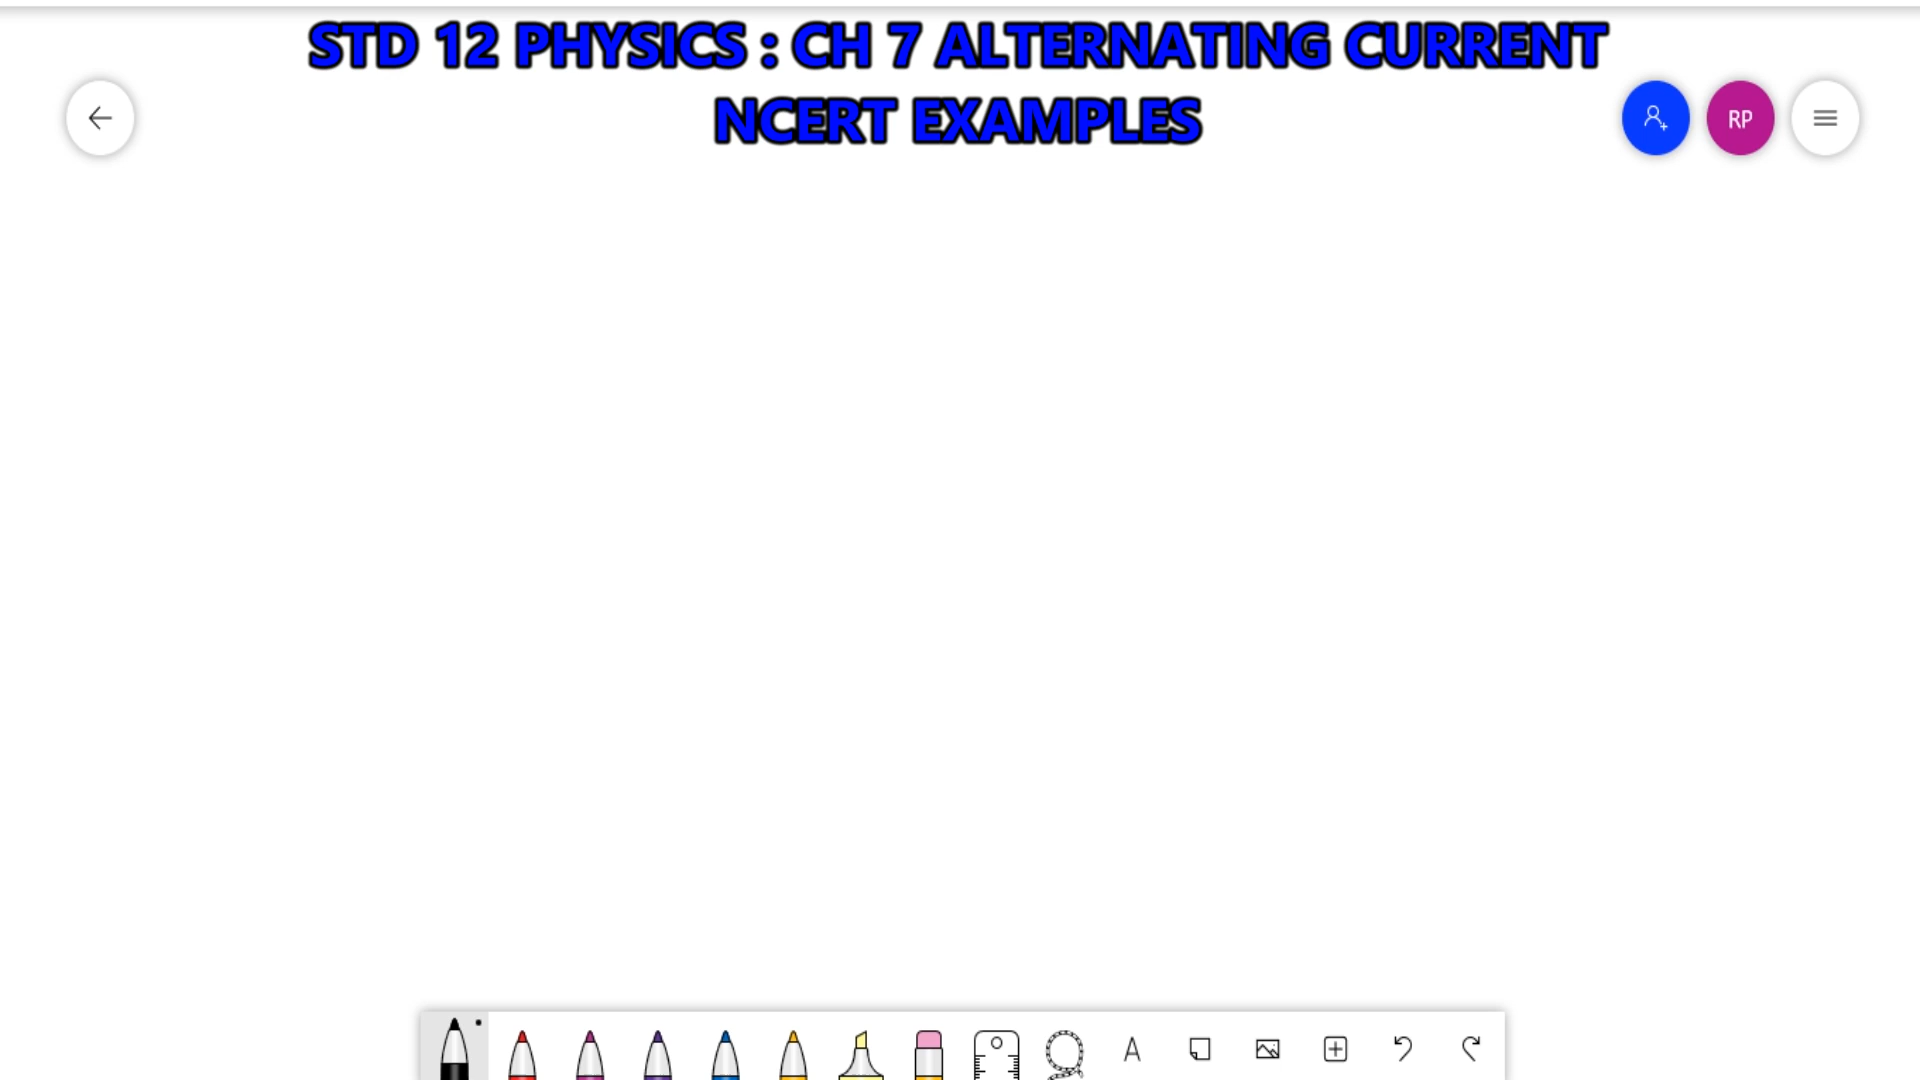 STD 12 PHYSICS : CH 7 ALTERNATING CURRENT
NCERT EXAMPLES
RP